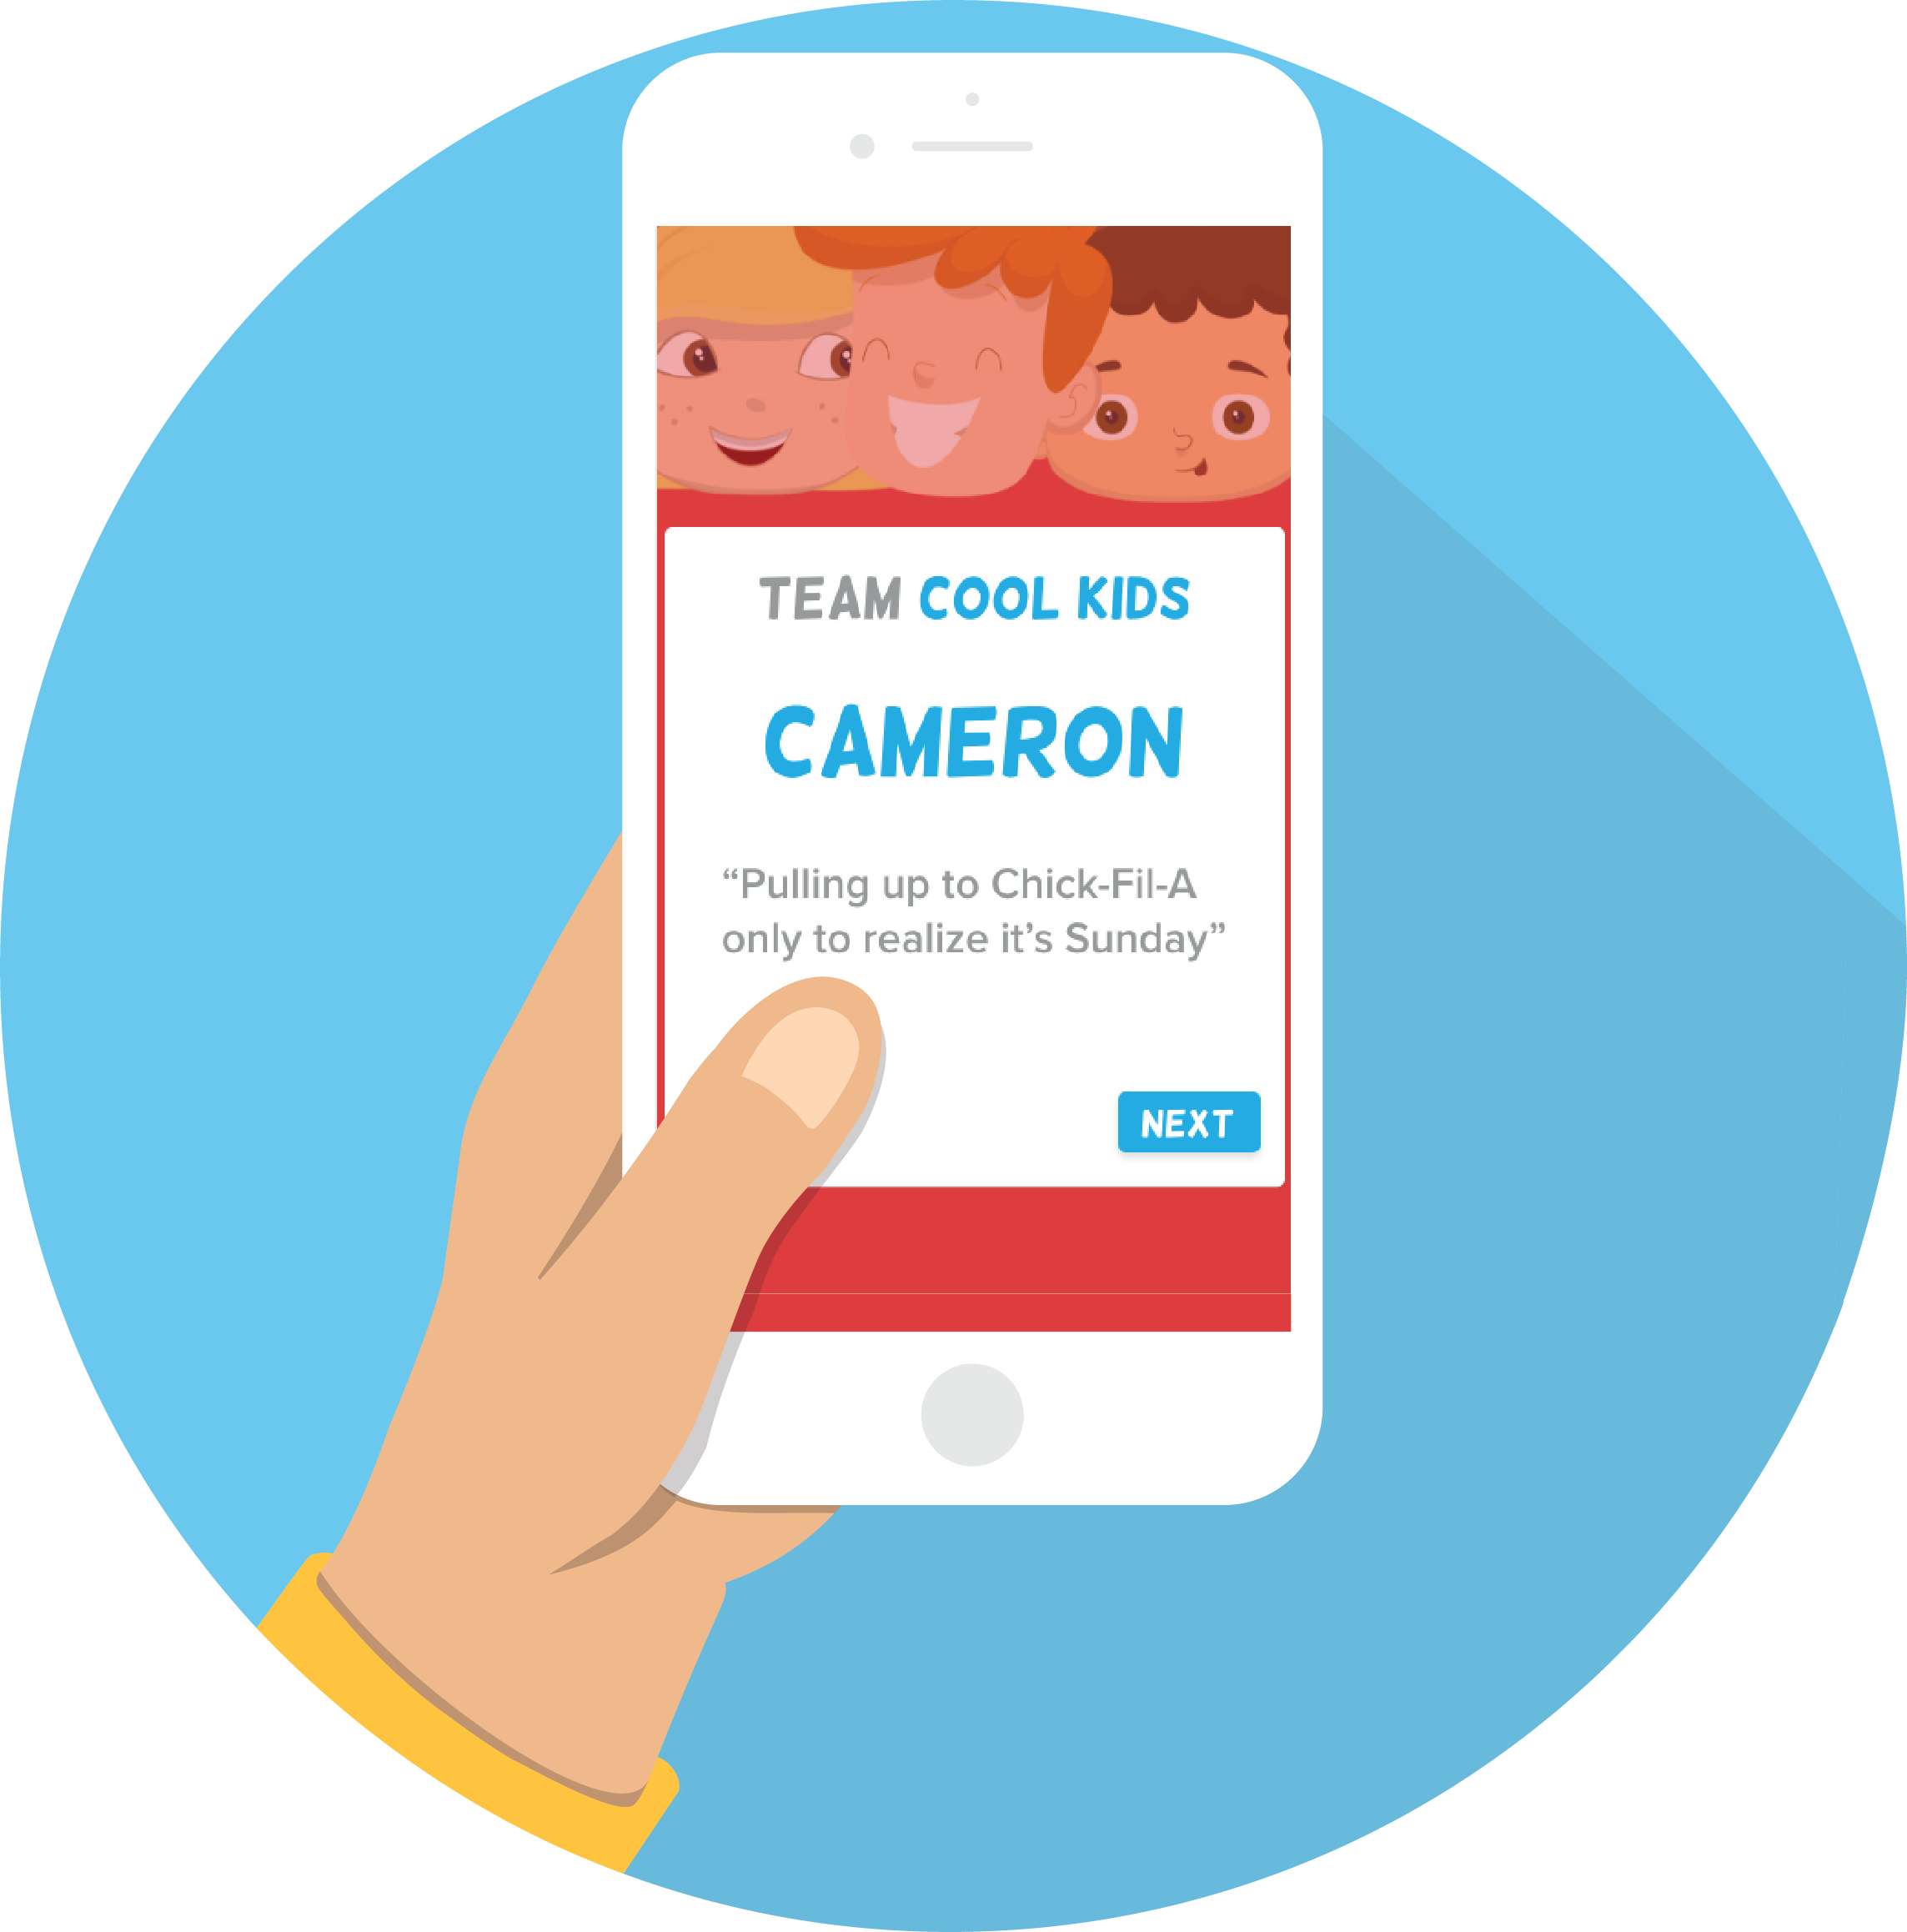 TEAM COOL KIDS
CAMERON
“Pulling up to Chick-Fil-A
only to realize it’s Sunday”
NEXT